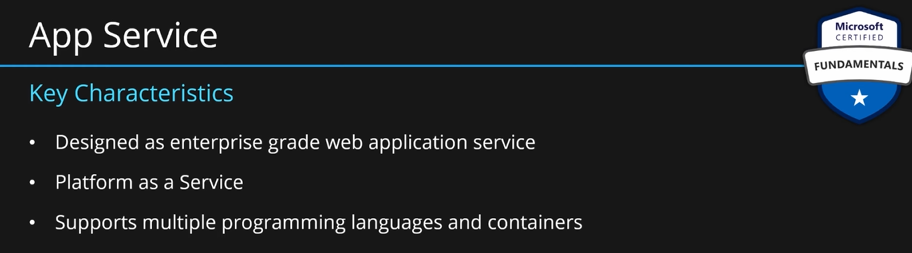 App Service
Microsoft
CERTIFIED
FUNDAMENTALS
Key Characteristics
• Designed as enterprise grade web application service
• Platform as a Service
• Supports multiple programming languages and containers